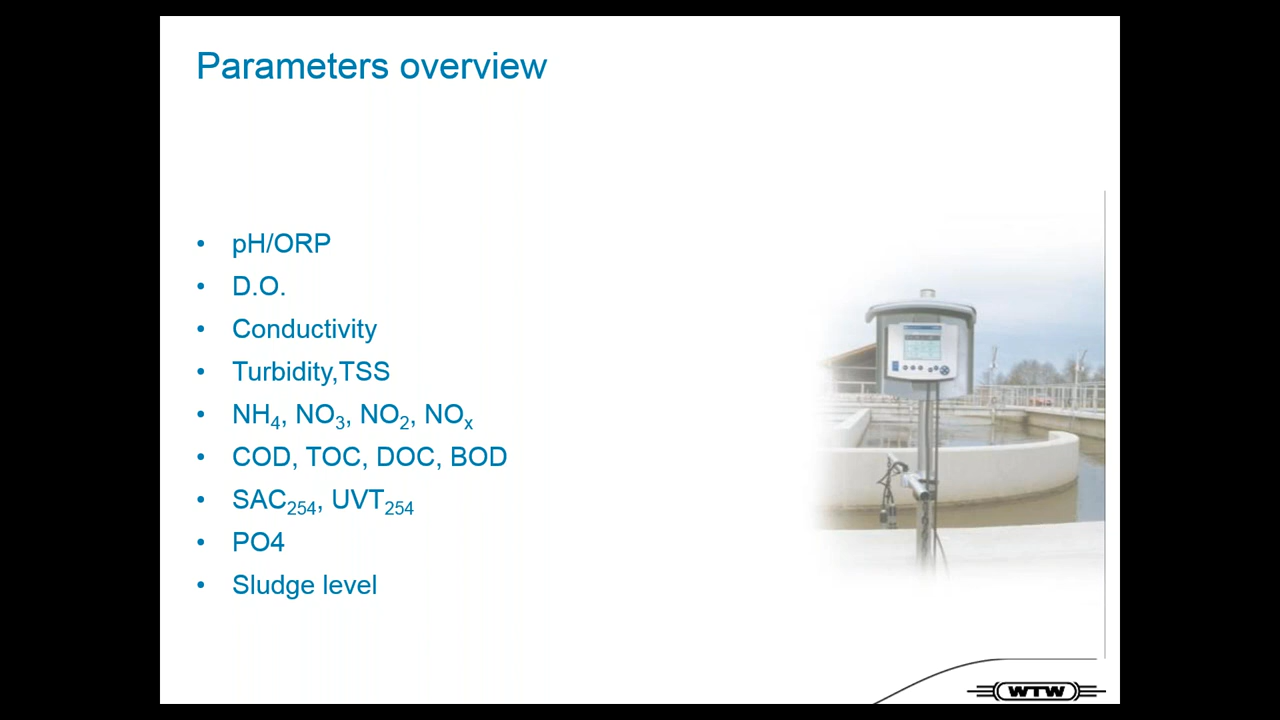 Parameters overview
• pH/ORP
• D.O.
• Conductivity
• Turbidity,TSS
• NH₄, NO₃, NO₂, NOₓ
• COD, TOC, DOC, BOD
• SAC₂₅₄, UVT₂₅₄
• PO4
• Sludge level
WTW